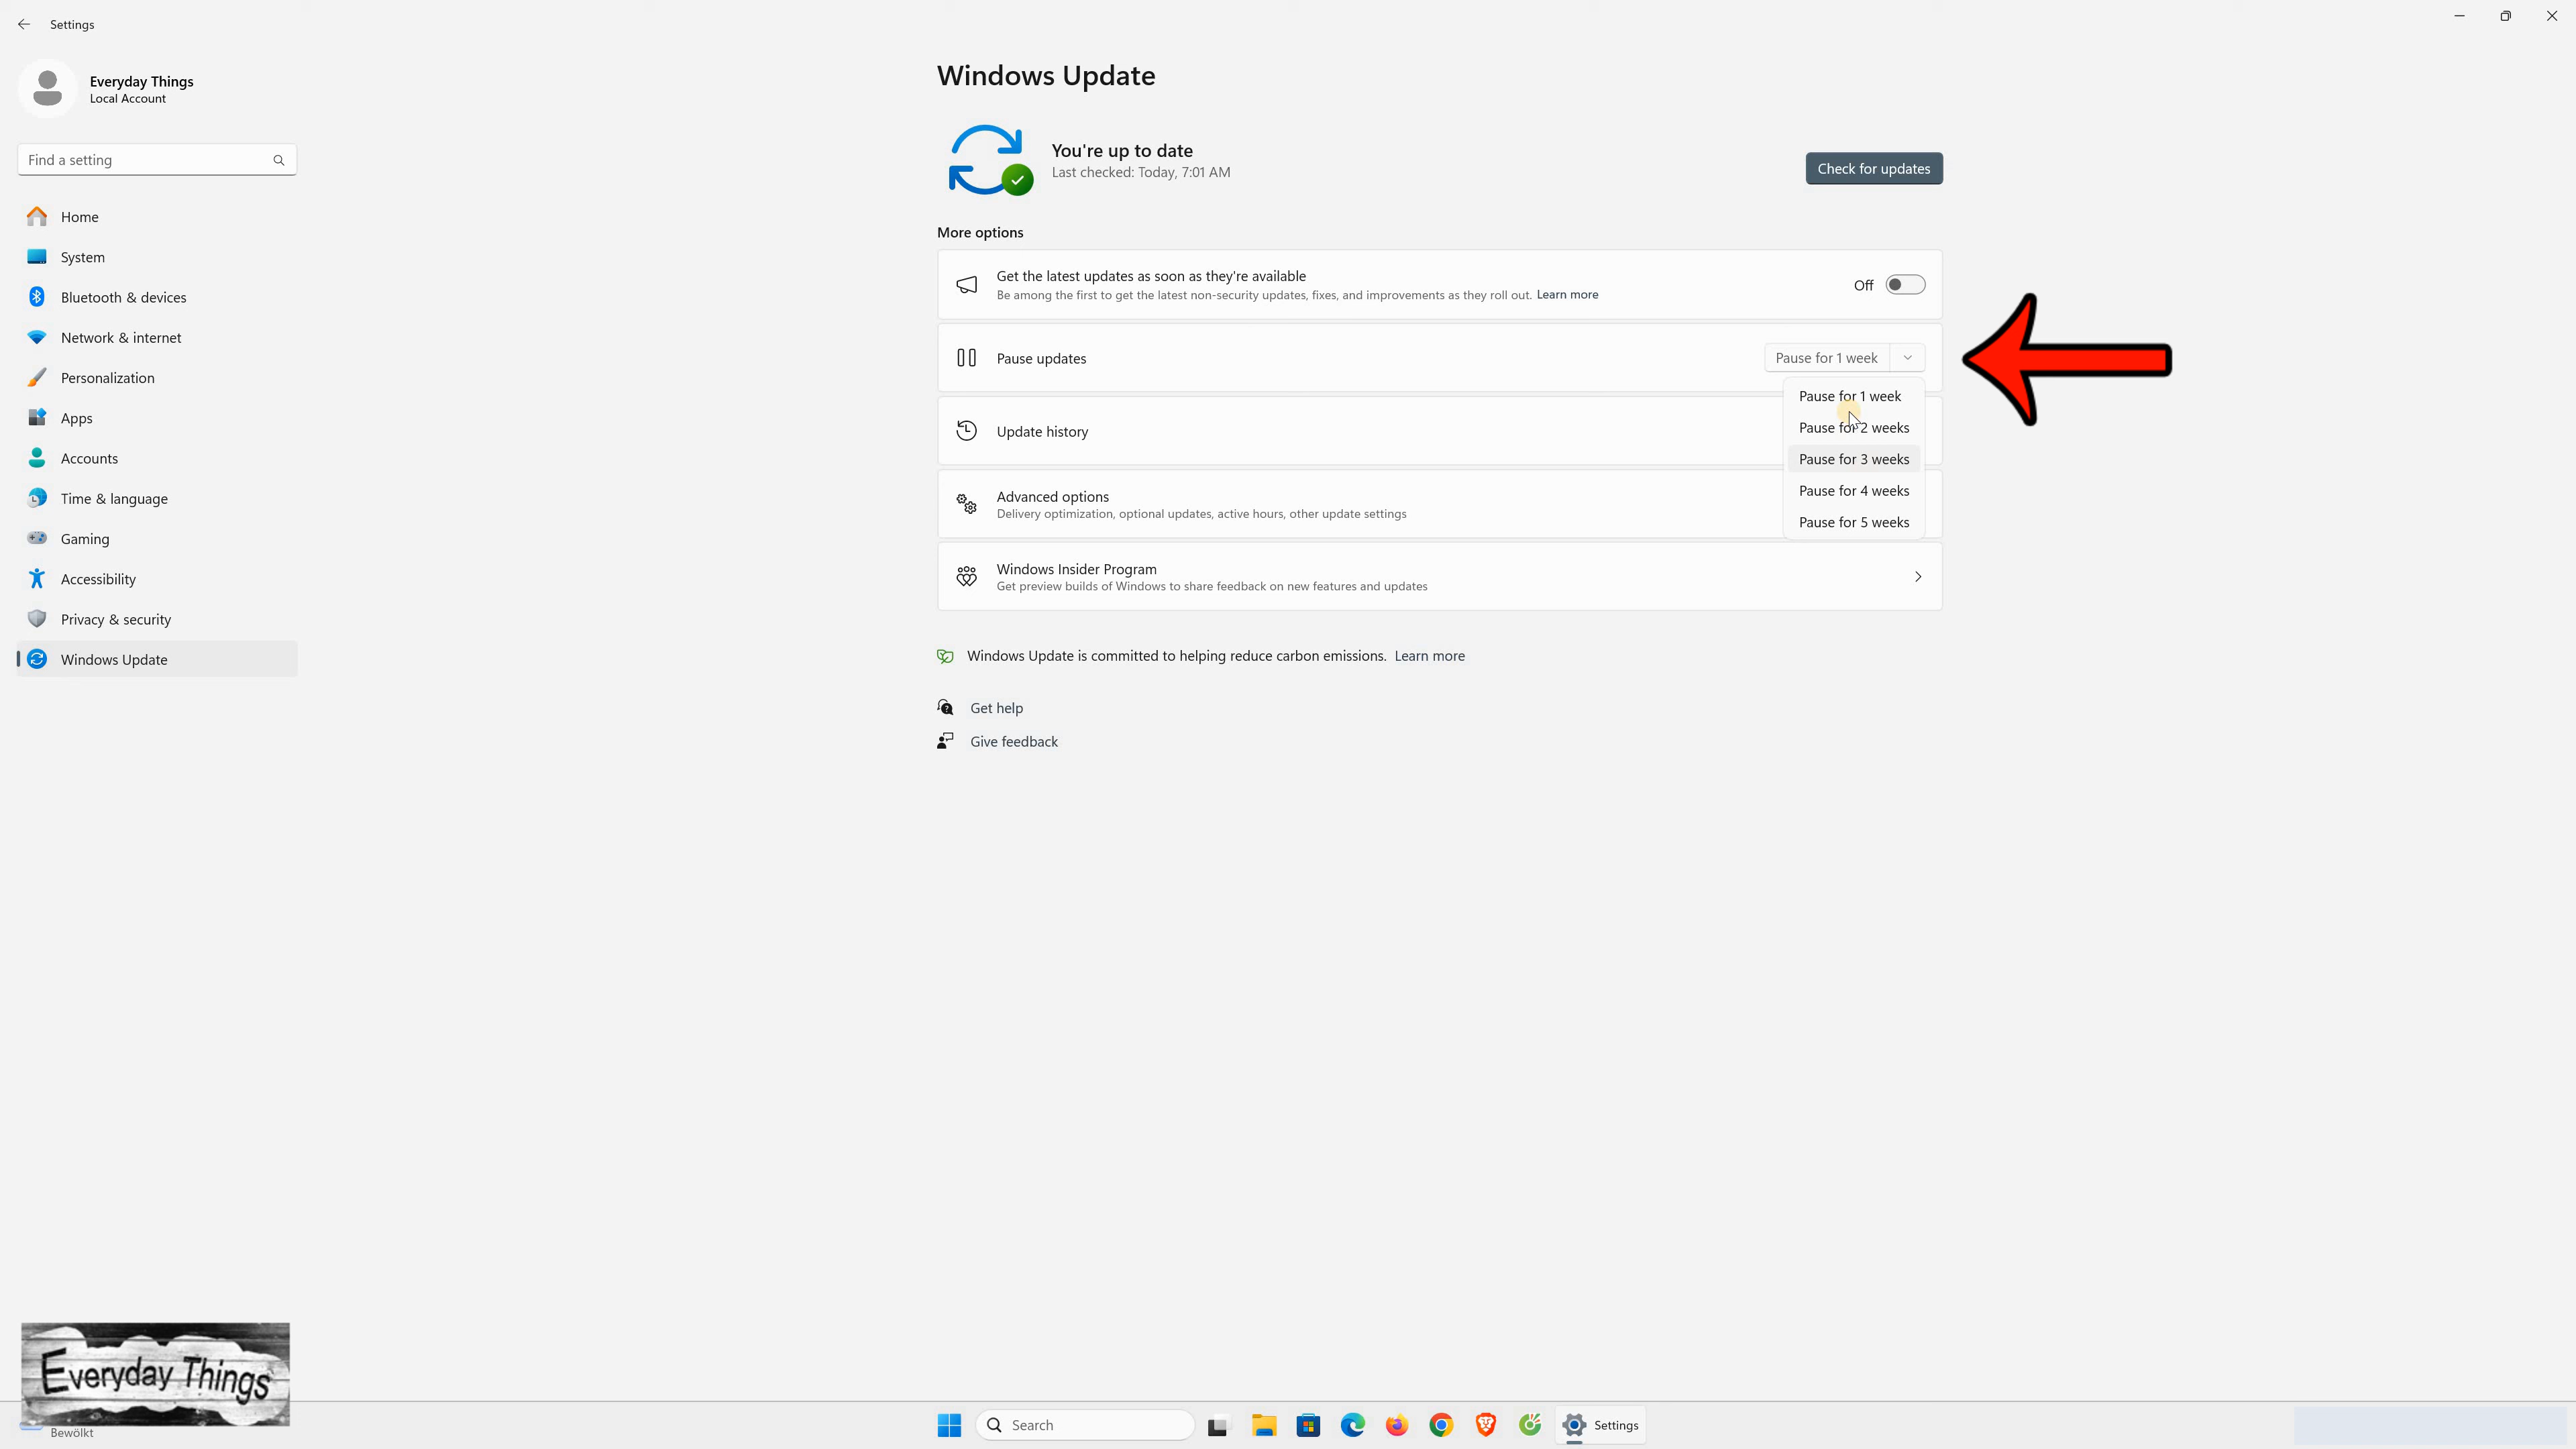 Settings
Everyday Things
Local Account
Find a setting
Home
System
Bluetooth & devices
Network & internet
Personalization
Apps
Accounts
Time & language
Gaming
Accessibility
Privacy & security
Windows Update
Windows Update
You're up to date
Last checked: Today, 7:01 AM
Check for updates
More options
Get the latest updates as soon as they're available
Be among the first to get the latest non-security updates, fixes, and improvements as they roll out. Learn more
Off
Pause updates
Pause for 1 week
Pause for 1 week
Pause for 2 weeks
Pause for 3 weeks
Pause for 4 weeks
Pause for 5 weeks
Update history
Advanced options
Delivery optimization, optional updates, active hours, other update settings
Windows Insider Program
Get preview builds of Windows to share feedback on new features and updates
Windows Update is committed to helping reduce carbon emissions. Learn more
Get help
Give feedback
Everyday Things
Bewölkt
Search
Settings